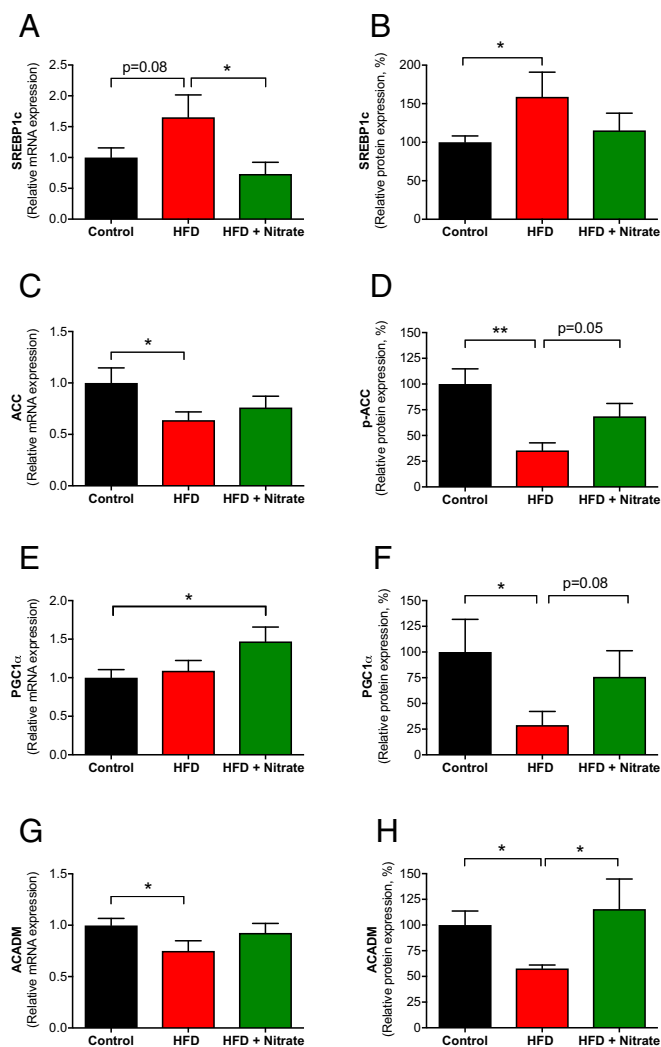 A
SREBP1c
(Relative mRNA expression)
2.5
2.0
1.5
1.0
0.5
0.0
p=0.08
*
Control
HFD
HFD + Nitrate
B
SREBP1c
(Relative protein expression, %)
200
150
100
50
0
*
Control
HFD
HFD + Nitrate
C
ACC
(Relative mRNA expression)
1.5
1.0
0.5
0.0
*
Control
HFD
HFD + Nitrate
D
p-ACC
(Relative protein expression, %)
150
125
100
75
50
25
0
**
p=0.05
Control
HFD
HFD + Nitrate
E
PGC1α
(Relative mRNA expression)
2.0
1.5
1.0
0.5
0.0
*
Control
HFD
HFD + Nitrate
F
PGC1α
(Relative protein expression, %)
150
125
100
75
50
25
0
*
p=0.08
Control
HFD
HFD + Nitrate
G
ACADM
(Relative mRNA expression)
1.5
1.0
0.5
0.0
*
Control
HFD
HFD + Nitrate
H
ACADM
(Relative protein expression, %)
150
125
100
75
50
25
0
*
*
Control
HFD
HFD + Nitrate